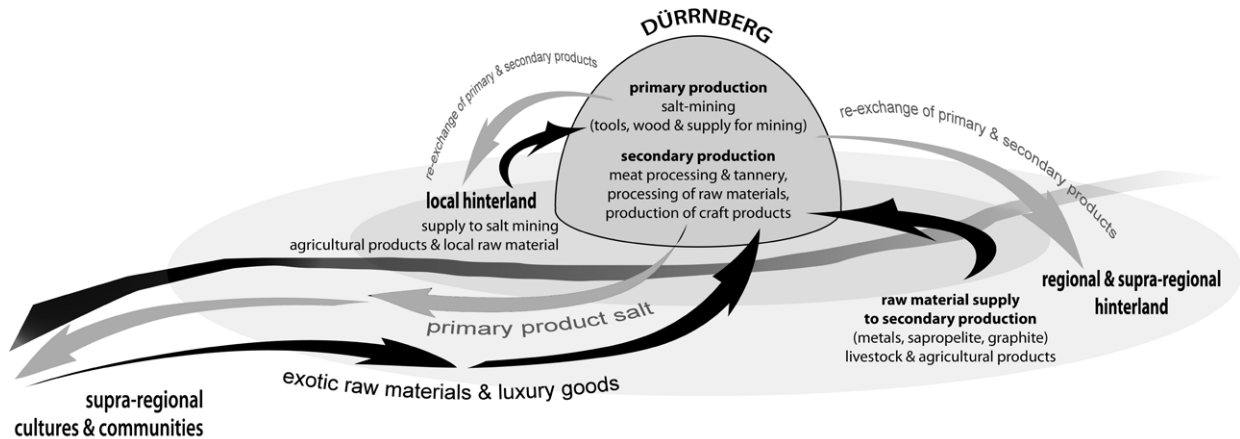 DÜRRNBERG
primary production
salt-mining
(tools, wood & supply for mining)
secondary production
meat processing & tannery,
processing of raw materials,
production of craft products
re-exchange of primary & secondary products
local hinterland
supply to salt mining
agricultural products & local raw material
re-exchange of primary & secondary products
regional & supra-regional
hinterland
raw material supply
to secondary production
(metals, sapropelite, graphite)
livestock & agricultural products
primary product salt
exotic raw materials & luxury goods
supra-regional
cultures & communities